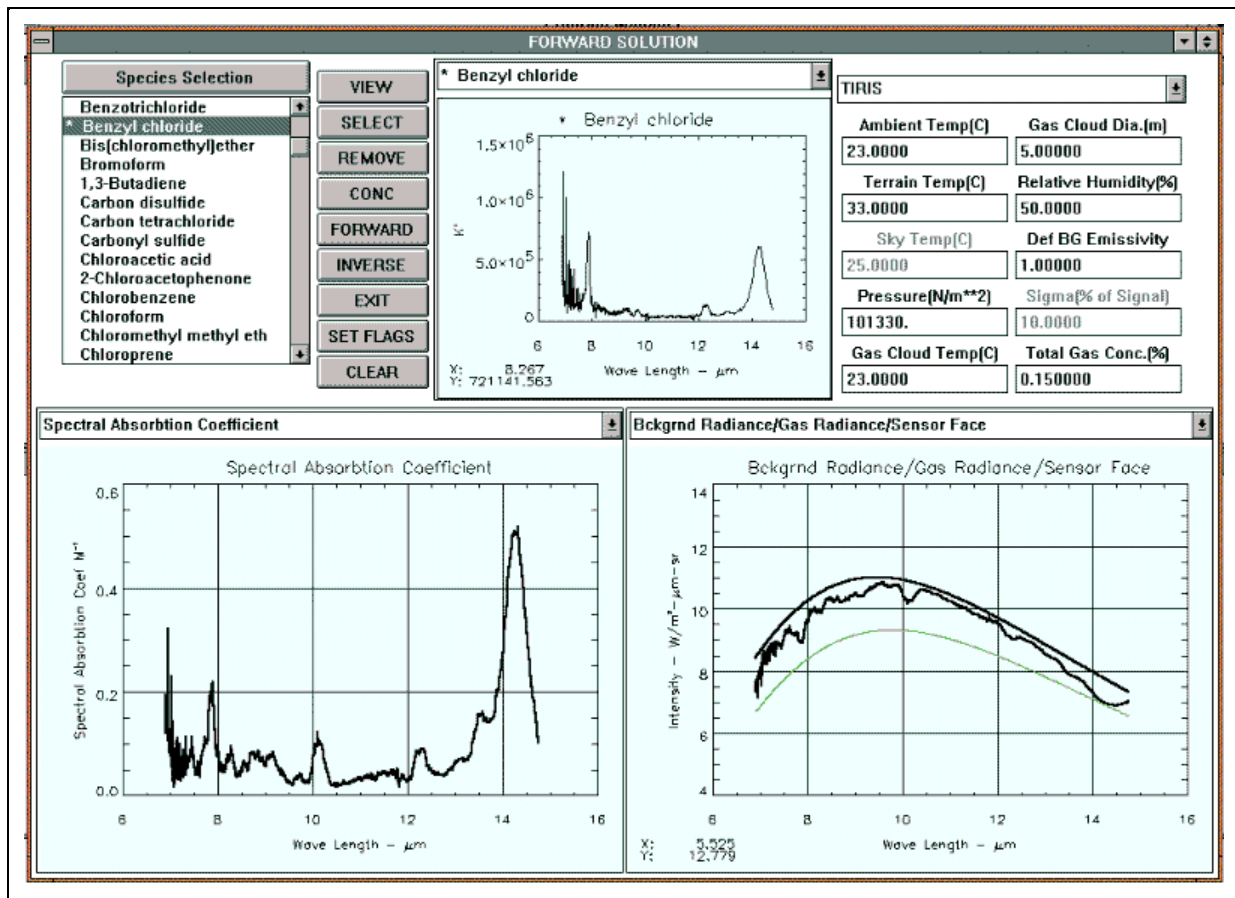 FORWARD SOLUTION
Species Selection
Benzotrichloride
* Benzyl chloride
Bis(chloromethyl)ether
Bromoform
1,3-Butadiene
Carbon disulfide
Carbon tetrachloride
Carbonyl sulfide
Chloroacetic acid
2-Chloroacetophenone
Chlorobenzene
Chloroform
Chloromethyl methyl eth
Chloroprene
VIEW
SELECT
REMOVE
CONC
FORWARD
INVERSE
EXIT
SET FLAGS
CLEAR
* Benzyl chloride
* Benzyl chloride
1.5×10⁶
1.0×10⁶
5.0×10⁵
0
K'
6 8 10 12 14 16
Wave Length – μm
X: 8.267
Y: 721141.563
TIRIS
Ambient Temp(C) Gas Cloud Dia.(m)
23.0000 5.00000
Terrain Temp(C) Relative Humidity(%)
33.0000 50.0000
Sky Temp(C) Def BG Emissivity
25.0000 1.00000
Pressure(N/m**2) Sigma(% of Signal)
101330. 10.0000
Gas Cloud Temp(C) Total Gas Conc.(%)
23.0000 0.150000
Spectral Absorbtion Coefficient
Spectral Absorbtion Coefficient
0.6
0.4
0.2
0.0
Spectral Absorbtion Coef M⁻¹
6 8 10 12 14 16
Wave Length – μm
Bckgrnd Radiance/Gas Radiance/Sensor Face
Bckgrnd Radiance/Gas Radiance/Sensor Face
14
12
10
8
6
4
Intensity – W/m²–μm–sr
6 8 10 12 14 16
Wave Length – μm
X: 5.525
Y: 12.779